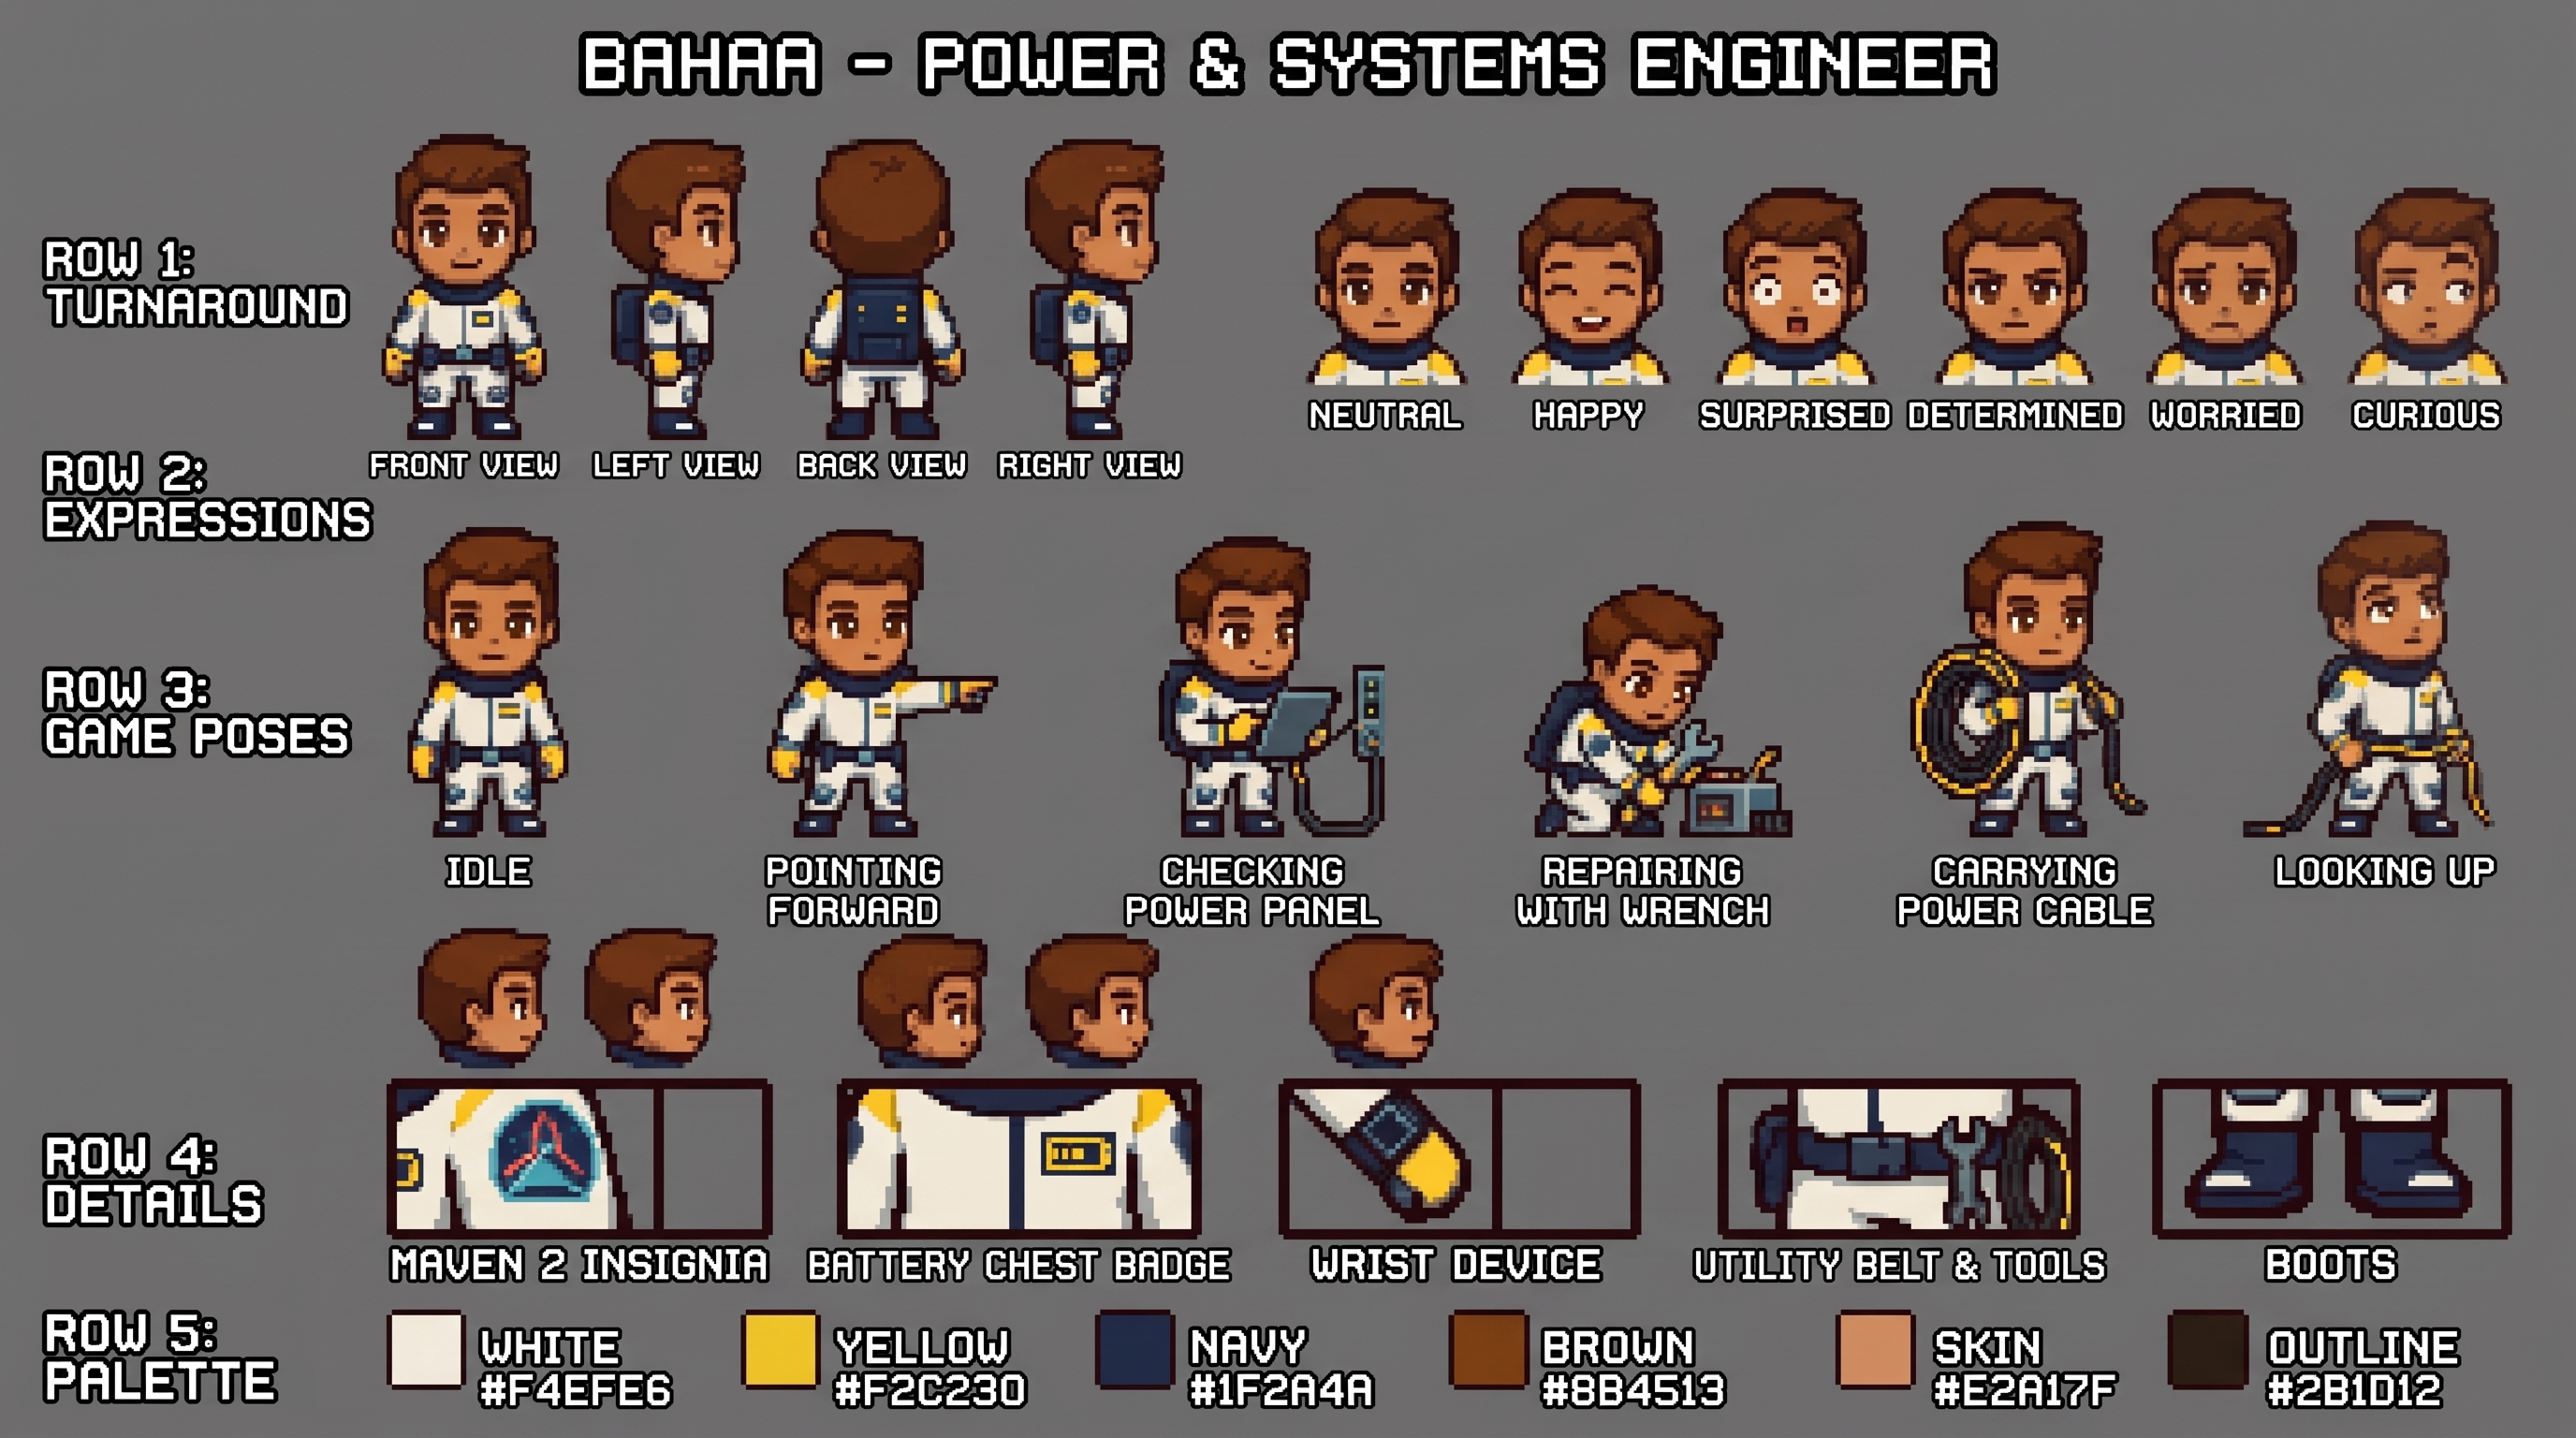 BAHAA - POWER & SYSTEMS ENGINEER
ROW 1:
TURNAROUND
FRONT VIEW
LEFT VIEW
BACK VIEW
RIGHT VIEW
ROW 2:
EXPRESSIONS
NEUTRAL
HAPPY
SURPRISED
DETERMINED
WORRIED
CURIOUS
ROW 3:
GAME POSES
IDLE
POINTING
FORWARD
CHECKING
POWER PANEL
REPAIRING
WITH WRENCH
CARRYING
POWER CABLE
LOOKING UP
ROW 4:
DETAILS
MAVEN 2 INSIGNIA
BATTERY CHEST BADGE
WRIST DEVICE
UTILITY BELT & TOOLS
BOOTS
ROW 5:
PALETTE
WHITE
#F4EFE6
YELLOW
#F2C230
NAVY
#1F2A4A
BROWN
#8B4513
SKIN
#E2A17F
OUTLINE
#2B1D12